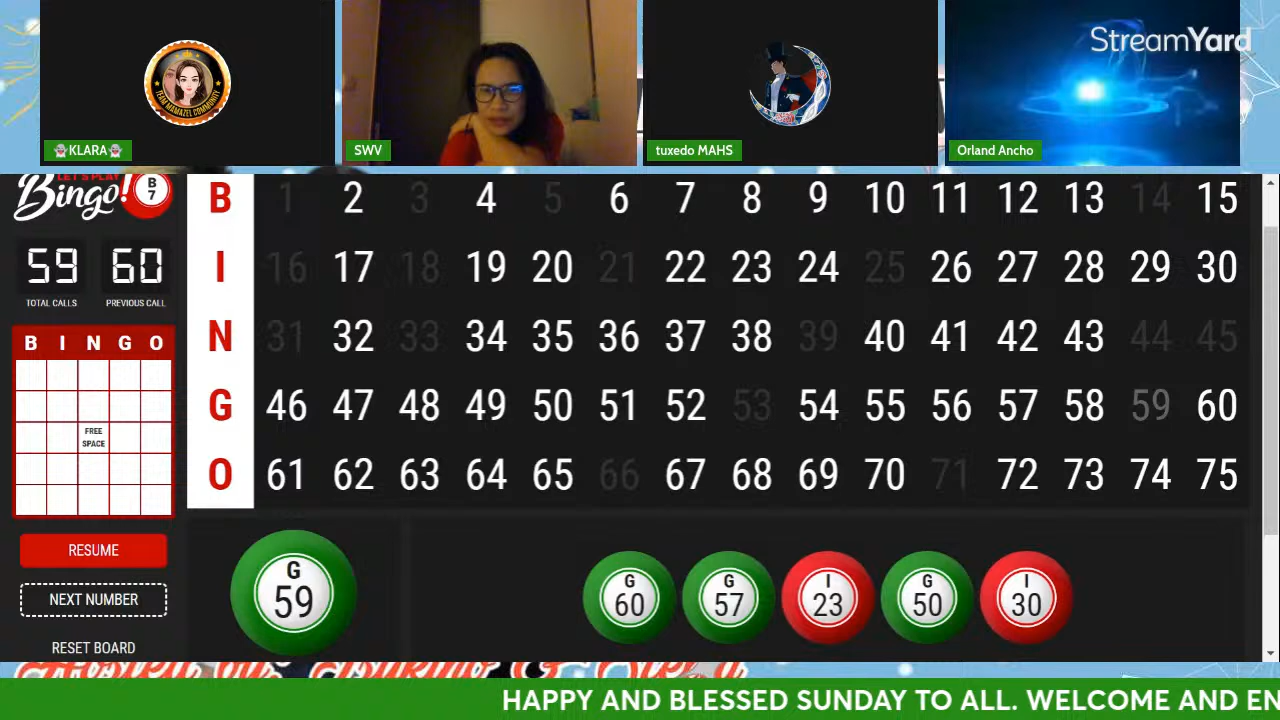 StreamYard
TEAM MAMAZEL COMMUNITY
👻KLARA👻
SWV
tuxedo MAHS
Orland Ancho
LET'S PLAY
Bingo!
B
7
59
60
TOTAL CALLS
PREVIOUS CALL
B I N G O
FREE
SPACE
RESUME
NEXT NUMBER
RESET BOARD
B 1 2 3 4 5 6 7 8 9 10 11 12 13 14 15
I 16 17 18 19 20 21 22 23 24 25 26 27 28 29 30
N 31 32 33 34 35 36 37 38 39 40 41 42 43 44 45
G 46 47 48 49 50 51 52 53 54 55 56 57 58 59 60
O 61 62 63 64 65 66 67 68 69 70 71 72 73 74 75
G
59
G
60
G
57
I
23
G
50
I
30
HAPPY AND BLESSED SUNDAY TO ALL. WELCOME AND EN